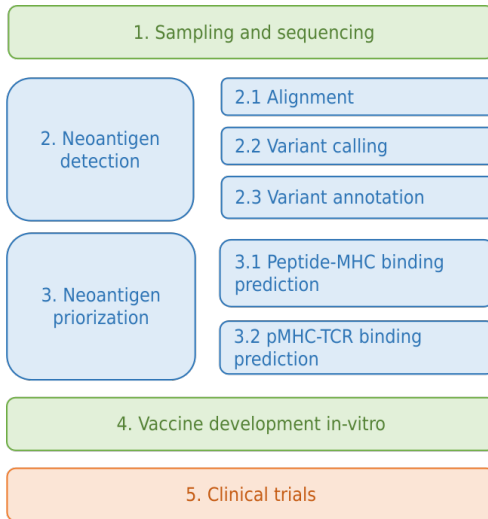 1. Sampling and sequencing
2. Neoantigen
detection
2.1 Alignment
2.2 Variant calling
2.3 Variant annotation
3. Neoantigen
priorization
3.1 Peptide-MHC binding
prediction
3.2 pMHC-TCR binding
prediction
4. Vaccine development in-vitro
5. Clinical trials